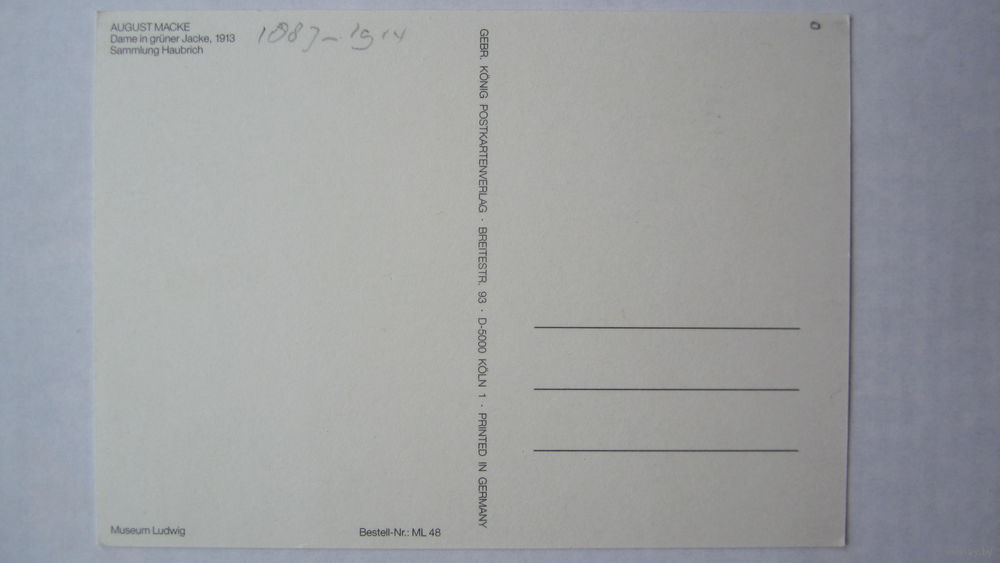 AUGUST MACKE
Dame in grüner Jacke, 1913
Sammlung Haubrich
1887-1914
GEBR. KÖNIG POSTKARTENVERLAG · BREITESTR. 93 · D-5000 KÖLN 1 · PRINTED IN GERMANY
Museum Ludwig
Bestell-Nr.: ML 48